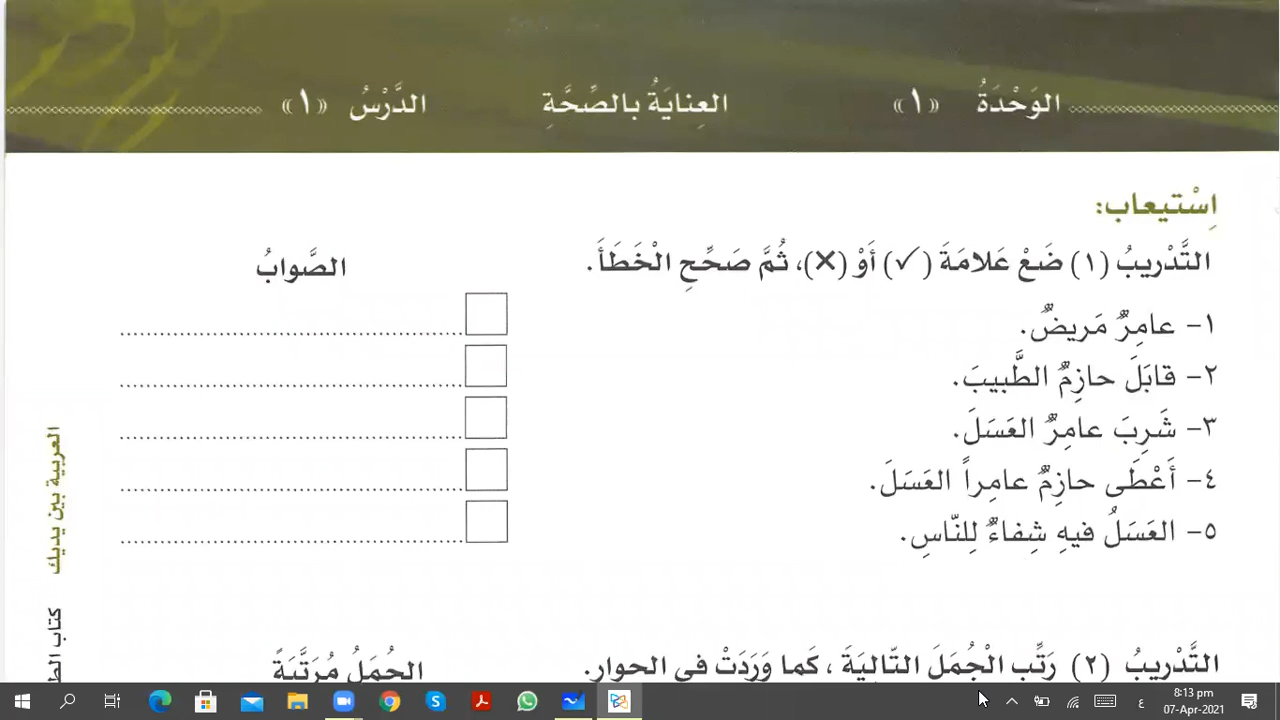 الوَحْدَةُ «١» العِنايَةُ بالصِّحَّةِ الدَّرْسُ «١»
اِسْتيعاب:
التَّدْريبُ (١) ضَعْ عَلامَةَ (✓) أَوْ (✕)، ثُمَّ صَحِّحِ الْخَطَأَ. الصَّوابُ
١- عامِرٌ مَريضٌ.
٢- قابَلَ حازِمٌ الطَّبيبَ.
٣- شَرِبَ عامِرٌ العَسَلَ.
٤- أَعْطَى حازِمٌ عامِراً العَسَلَ.
٥- العَسَلُ فيهِ شِفاءٌ لِلنّاسِ.
التَّدْريبُ (٢) رَتِّب الْجُمَلَ التّالِيَةَ ، كَما وَرَدَتْ في الحوارِ. الجُمَلُ مُرَتَّبَةً
العربية بين يديك
كتاب الط
ع
8:13 pm
07-Apr-2021